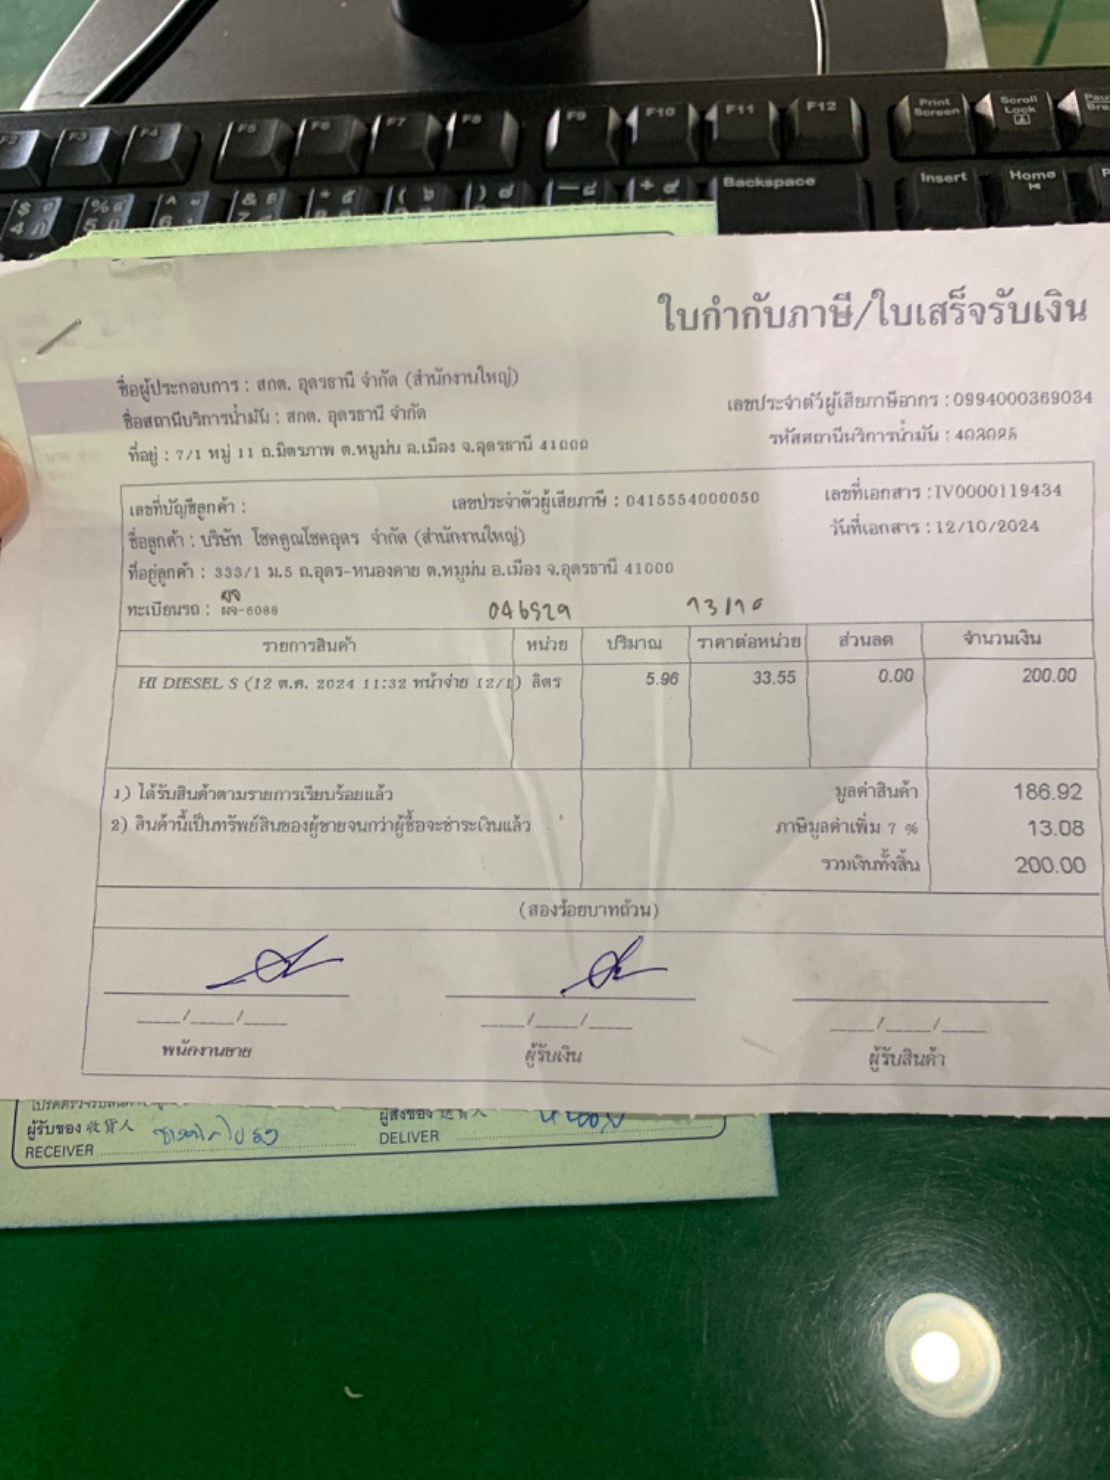 F2 F3 F4 F5 F6 F7 F8 F9 F10 F11 F12 Print Screen Scroll Lock
Backspace Insert Home
ใบกำกับภาษี/ใบเสร็จรับเงิน
ชื่อผู้ประกอบการ : สกต. อุดรธานี จำกัด (สำนักงานใหญ่)
เลขประจำตัวผู้เสียภาษีอากร : 0994000369034
ชื่อสถานีบริการน้ำมัน : สกต. อุดรธานี จำกัด
รหัสสถานีบริการน้ำมัน :
ที่อยู่ : 7/1 หมู่ 11 ถ.มิตรภาพ ต.หมูม่น อ.เมือง จ.อุดรธานี 41000
เลขที่บัญชีลูกค้า : เลขประจำตัวผู้เสียภาษี : 0415554000050 เลขที่เอกสาร : IV0000119434
ชื่อลูกค้า : บริษัท โชคคูณโชคอุดร จำกัด (สำนักงานใหญ่) วันที่เอกสาร : 12/10/2024
ที่อยู่ลูกค้า : 333/1 ม.5 ถ.อุดร-หนองคาย ต.หมูม่น อ.เมือง จ.อุดรธานี 41000
ทะเบียนรถ : ผจ-6088 046529 13/10
รายการสินค้า หน่วย ปริมาณ ราคาต่อหน่วย ส่วนลด จำนวนเงิน
HI DIESEL S (12 ต.ค. 2024 11:32 หน้าจ่าย 12/1) ลิตร 5.96 33.55 0.00 200.00
1) ได้รับสินค้าตามรายการเรียบร้อยแล้ว มูลค่าสินค้า 186.92
2) สินค้านี้เป็นทรัพย์สินของผู้ขายจนกว่าผู้ซื้อจะชำระเงินแล้ว ภาษีมูลค่าเพิ่ม 7 % 13.08
รวมเงินทั้งสิ้น 200.00
(สองร้อยบาทถ้วน)
____/____/____ ____/____/____ ____/____/____
พนักงานขาย ผู้รับเงิน ผู้รับสินค้า
ผู้รับของ 收貨人 ผู้ส่งของ 送貨人
RECEIVER DELIVER